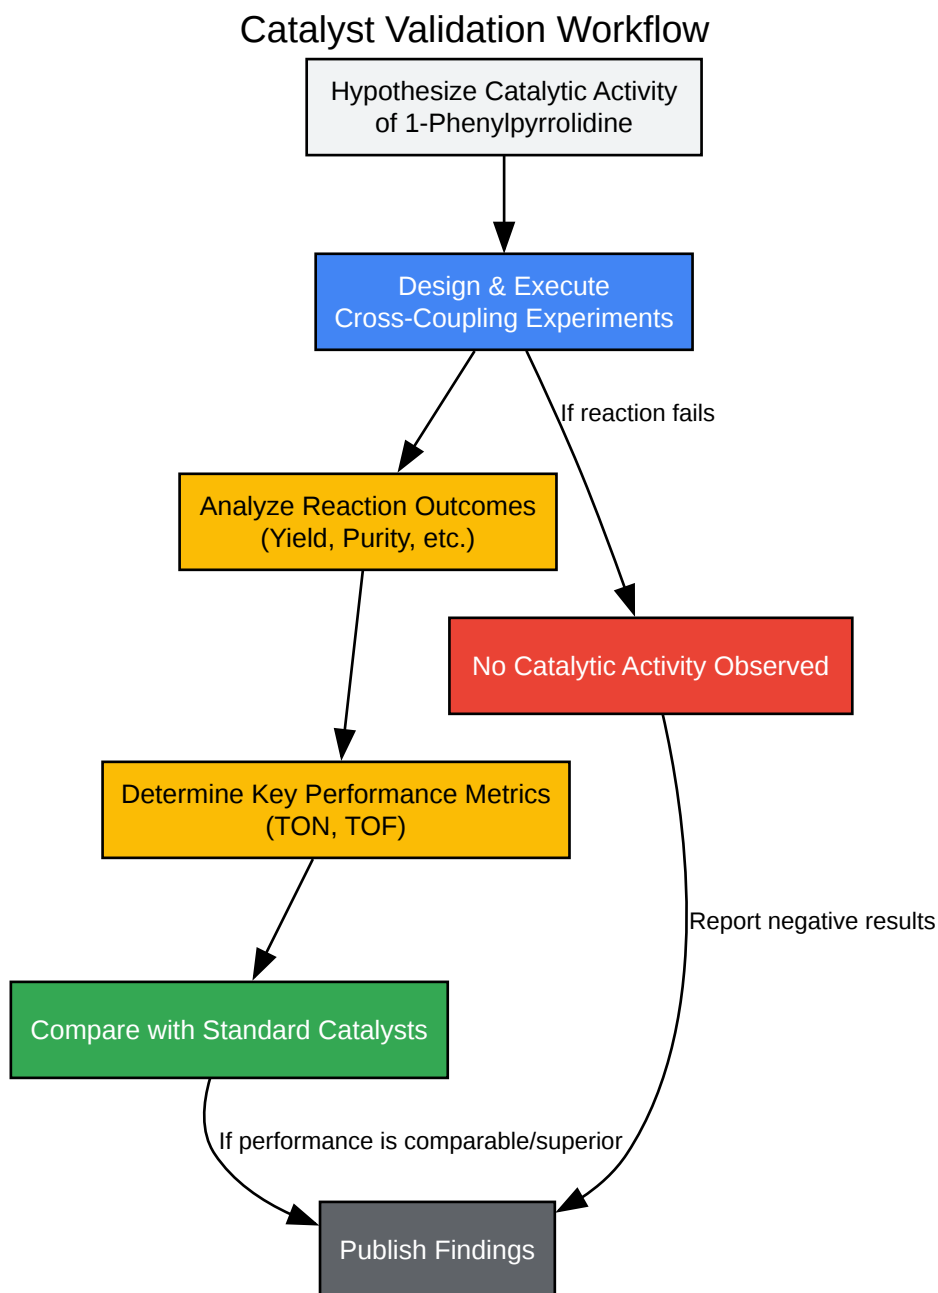 Catalyst Validation Workflow
Hypothesize Catalytic Activity
of 1-Phenylpyrrolidine
Design & Execute
Cross-Coupling Experiments
If reaction fails
Analyze Reaction Outcomes
(Yield, Purity, etc.)
No Catalytic Activity Observed
Determine Key Performance Metrics
(TON, TOF)
Report negative results
Compare with Standard Catalysts
If performance is comparable/superior
Publish Findings